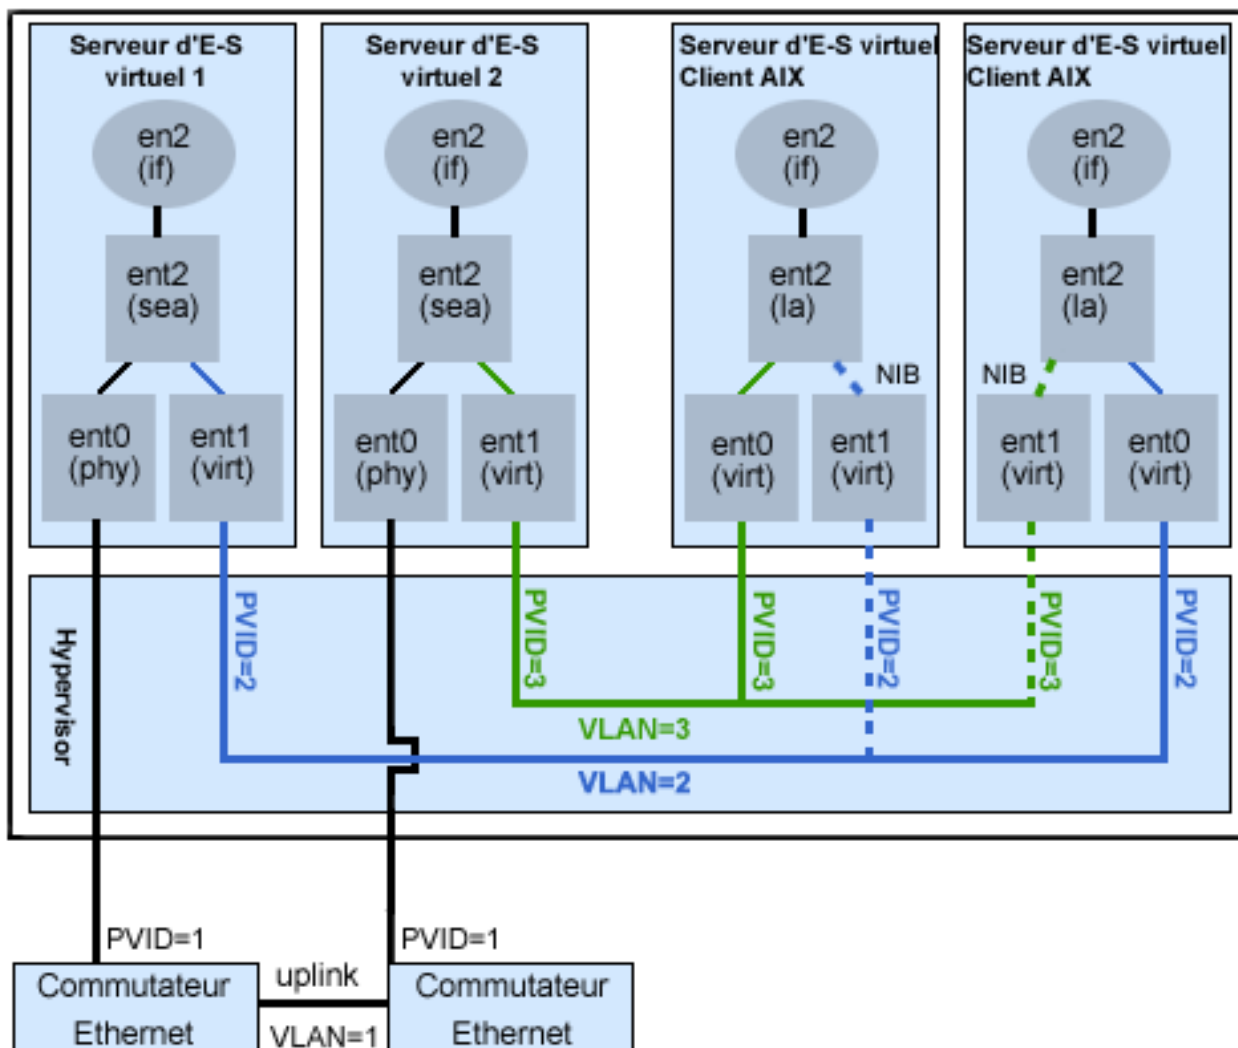 Serveur d'E-S
virtuel 1
Serveur d'E-S
virtuel 2
Serveur d'E-S virtuel
Client AIX
Serveur d'E-S virtuel
Client AIX
en2
(if)
en2
(if)
en2
(if)
en2
(if)
ent2
(sea)
ent2
(sea)
ent2
(la)
ent2
(la)
NIB
NIB
ent0
(phy)
ent1
(virt)
ent0
(phy)
ent1
(virt)
ent0
(virt)
ent1
(virt)
ent1
(virt)
ent0
(virt)
Hypervisor
PVID=2
PVID=3
PVID=3
PVID=2
PVID=3
PVID=2
VLAN=3
VLAN=2
PVID=1
PVID=1
Commutateur
Ethernet
uplink
VLAN=1
Commutateur
Ethernet